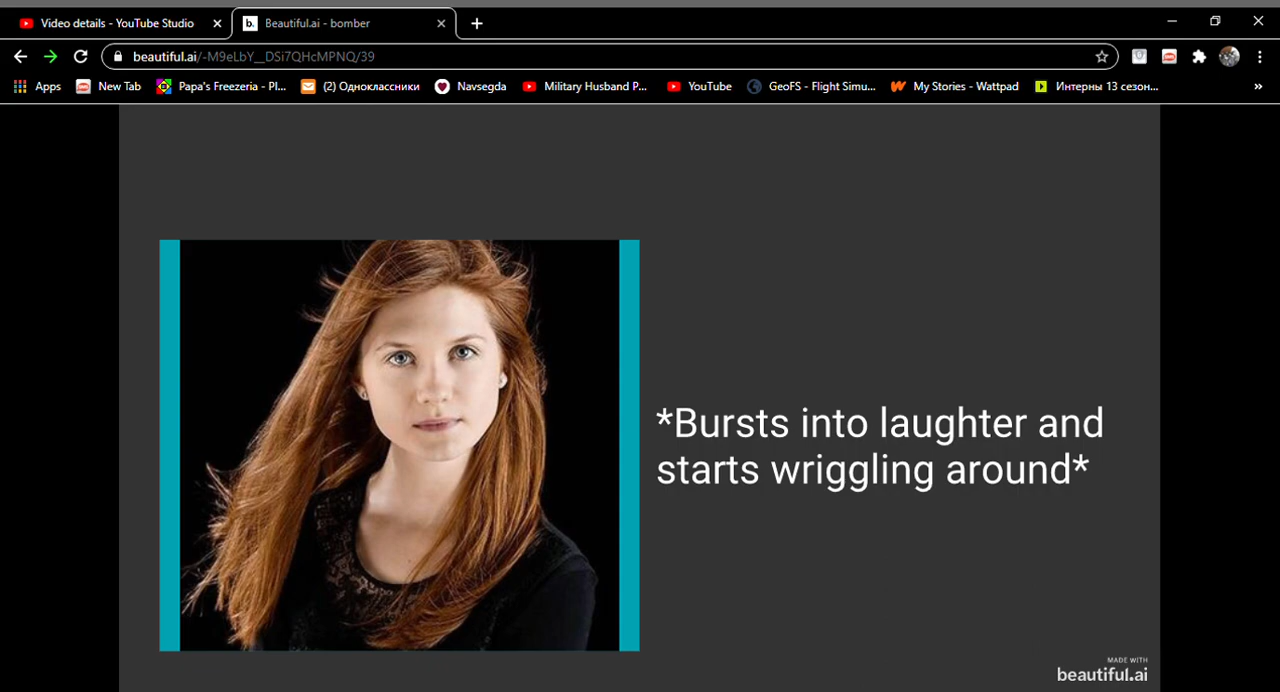 Video details - YouTube Studio
Beautiful.ai - bomber
beautiful.ai/-M9eLbY__DSi7QHcMPNQ/39
Apps
New Tab
Papa's Freezeria - Pl...
(2) Одноклассники
Navsegda
Military Husband P...
YouTube
GeoFS - Flight Simu...
My Stories - Wattpad
Интерны 13 сезон...
»
*Bursts into laughter and
starts wriggling around*
MADE WITH
beautiful.ai